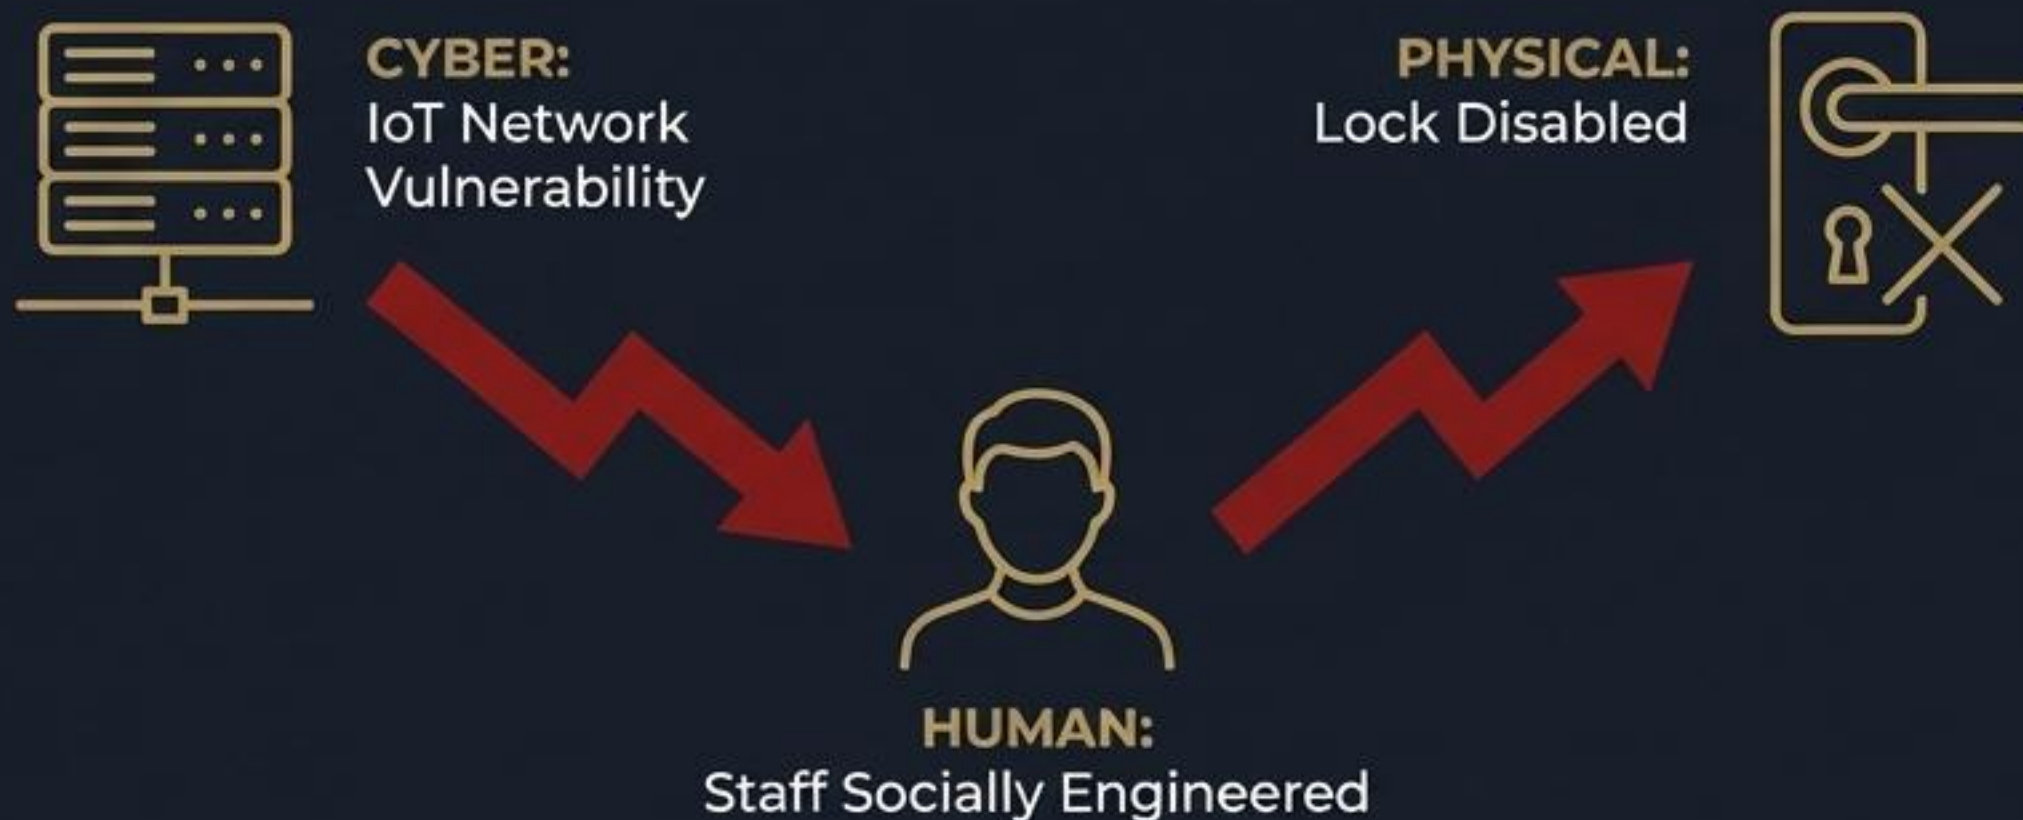 CYBER:
IoT Network
Vulnerability
PHYSICAL:
Lock Disabled
HUMAN:
Staff Socially Engineered